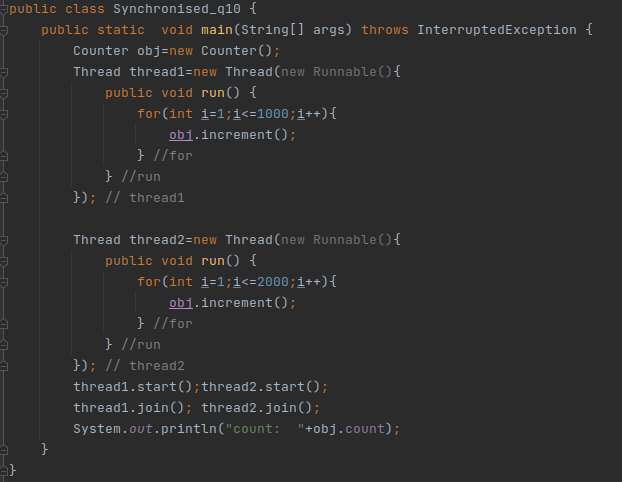 public class Synchronised_q10 {
    public static  void main(String[] args) throws InterruptedException {
        Counter obj=new Counter();
        Thread thread1=new Thread(new Runnable(){
            public void run() {
                for(int i=1;i<=1000;i++){
                    obj.increment();
                } //for
            } //run
        }); // thread1

        Thread thread2=new Thread(new Runnable(){
            public void run() {
                for(int i=1;i<=2000;i++){
                    obj.increment();
                } //for
            } //run
        }); // thread2
        thread1.start();thread2.start();
        thread1.join(); thread2.join();
        System.out.println("count:  "+obj.count);
    }
}